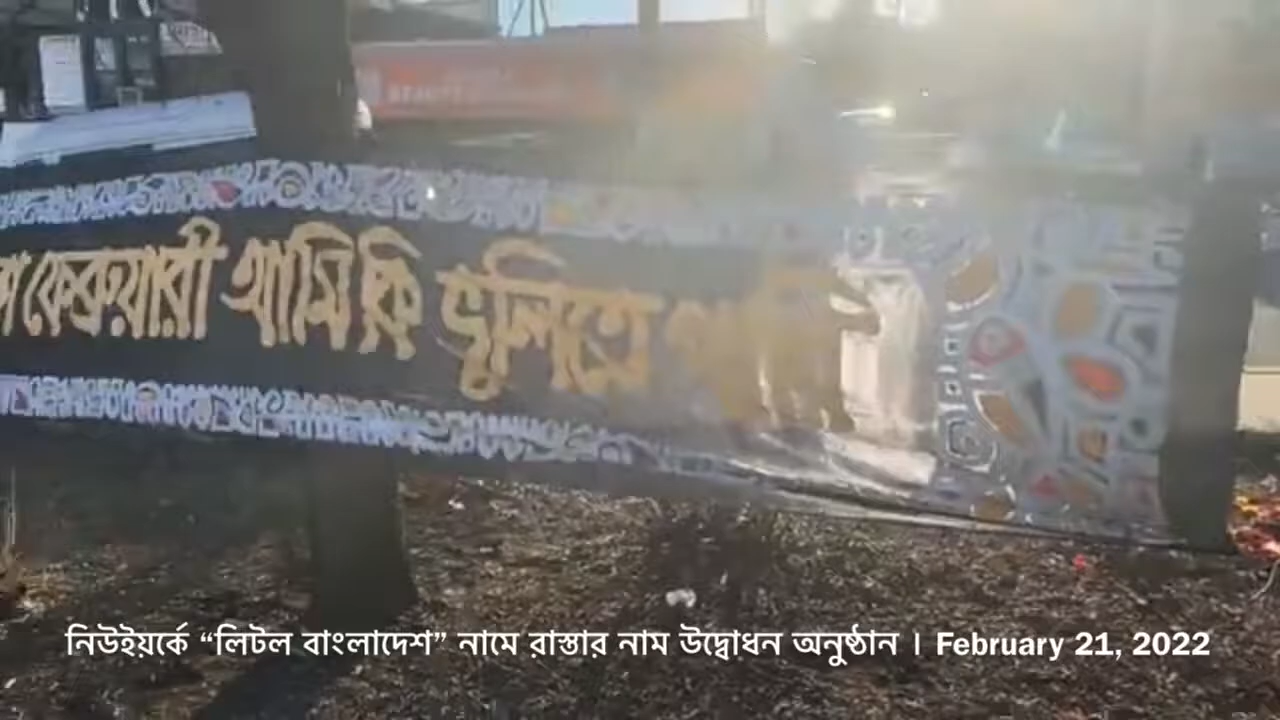 ফেব্রুয়ারী আমি কি ভুলিতে
নিউইয়র্কে “লিটল বাংলাদেশ” নামে রাস্তার নাম উদ্বোধন অনুষ্ঠান । February 21, 2022